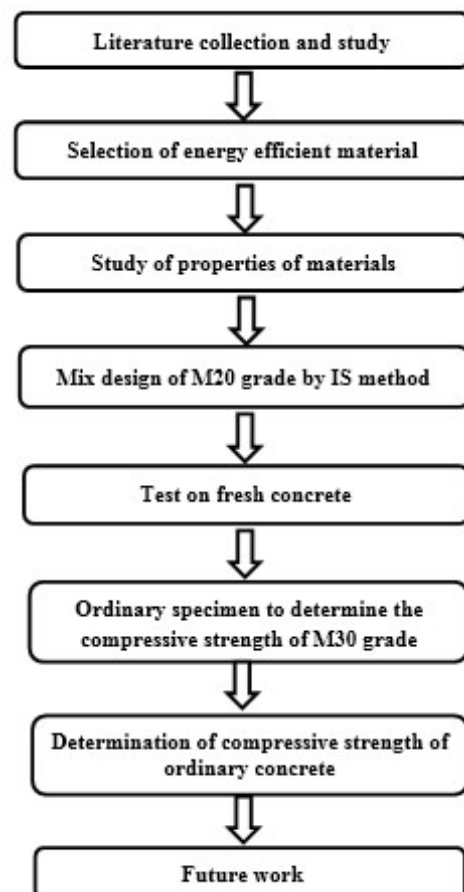 Literature collection and study
Selection of energy efficient material
Study of properties of materials
Mix design of M20 grade by IS method
Test on fresh concrete
Ordinary specimen to determine the
compressive strength of M30 grade
Determination of compressive strength of
ordinary concrete
Future work